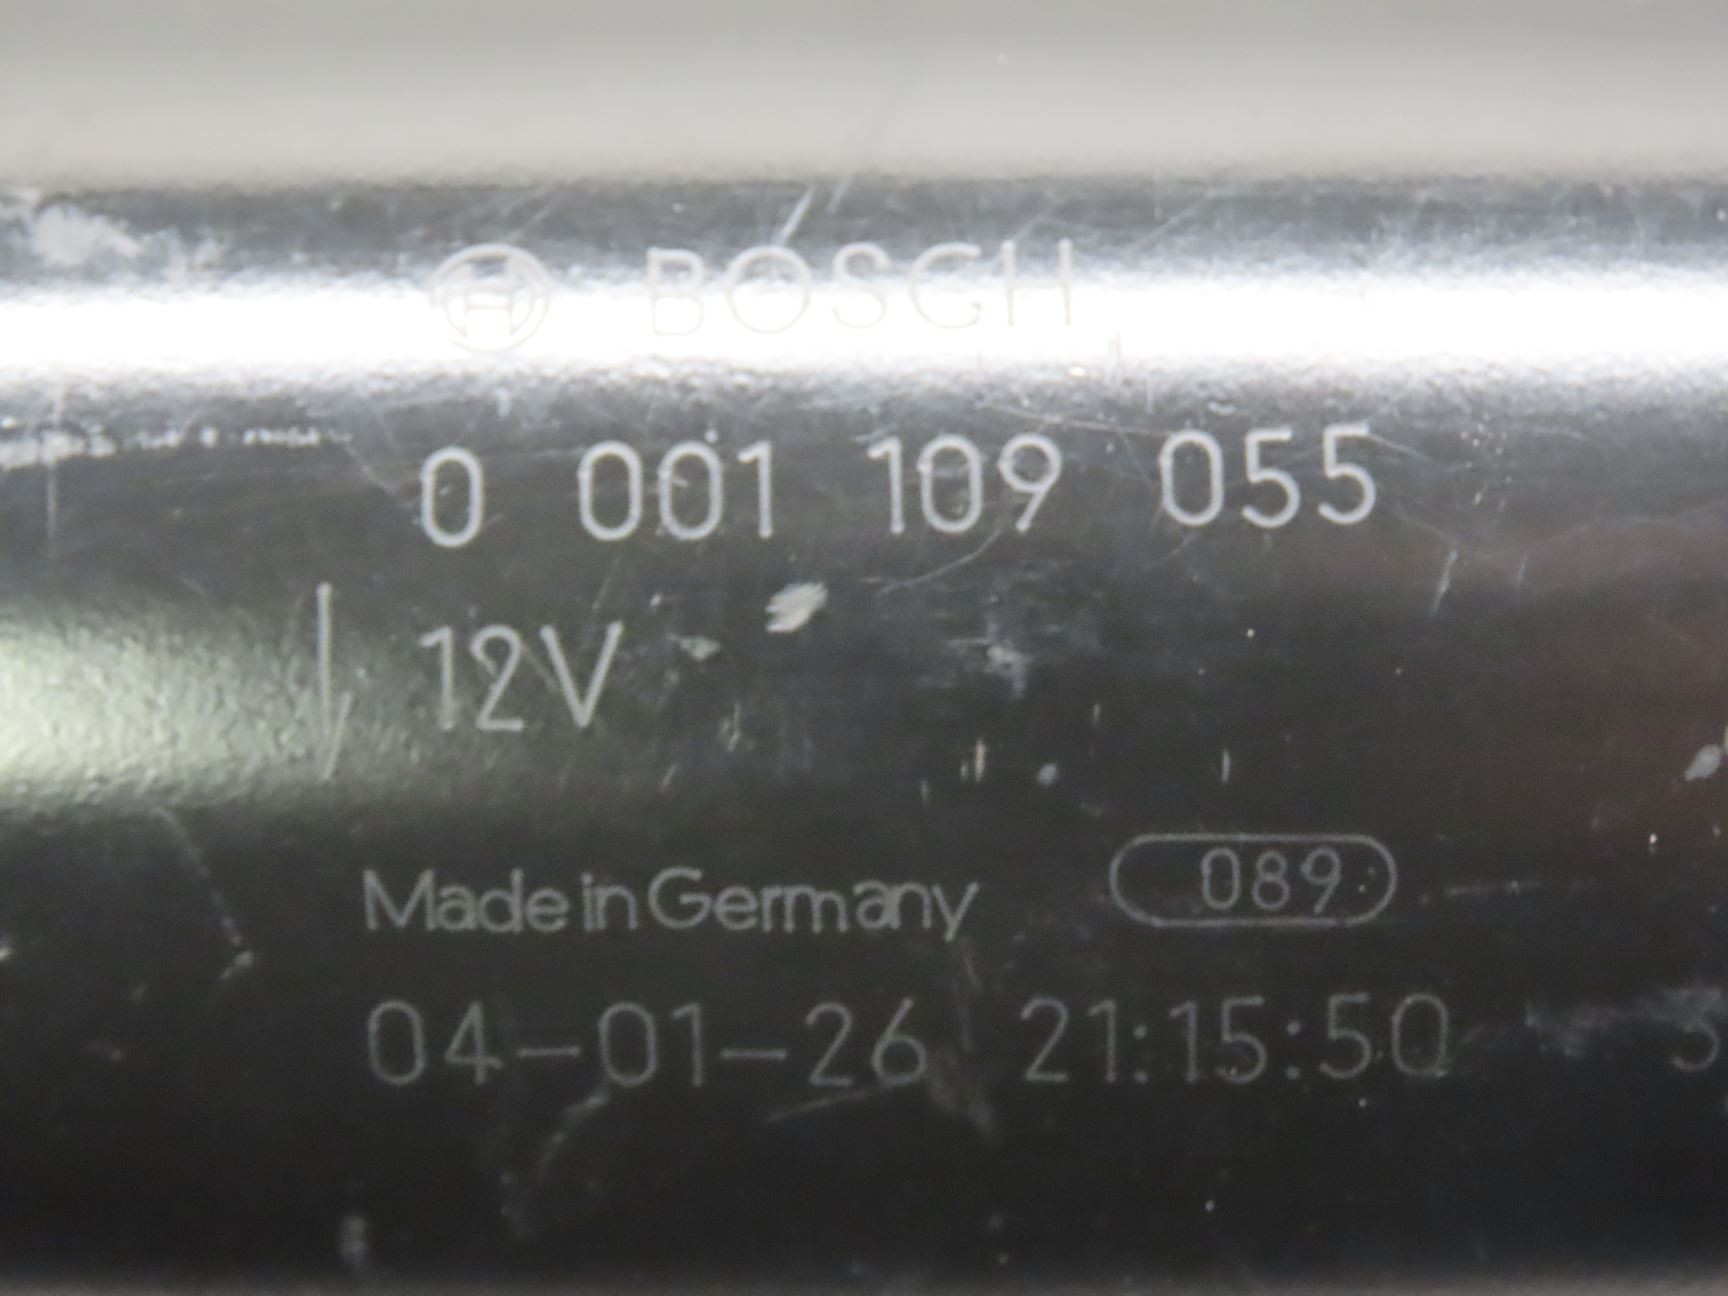 BOSCH
0 001 109 055
12V
Made in Germany 089
04-01-26 21:15:50